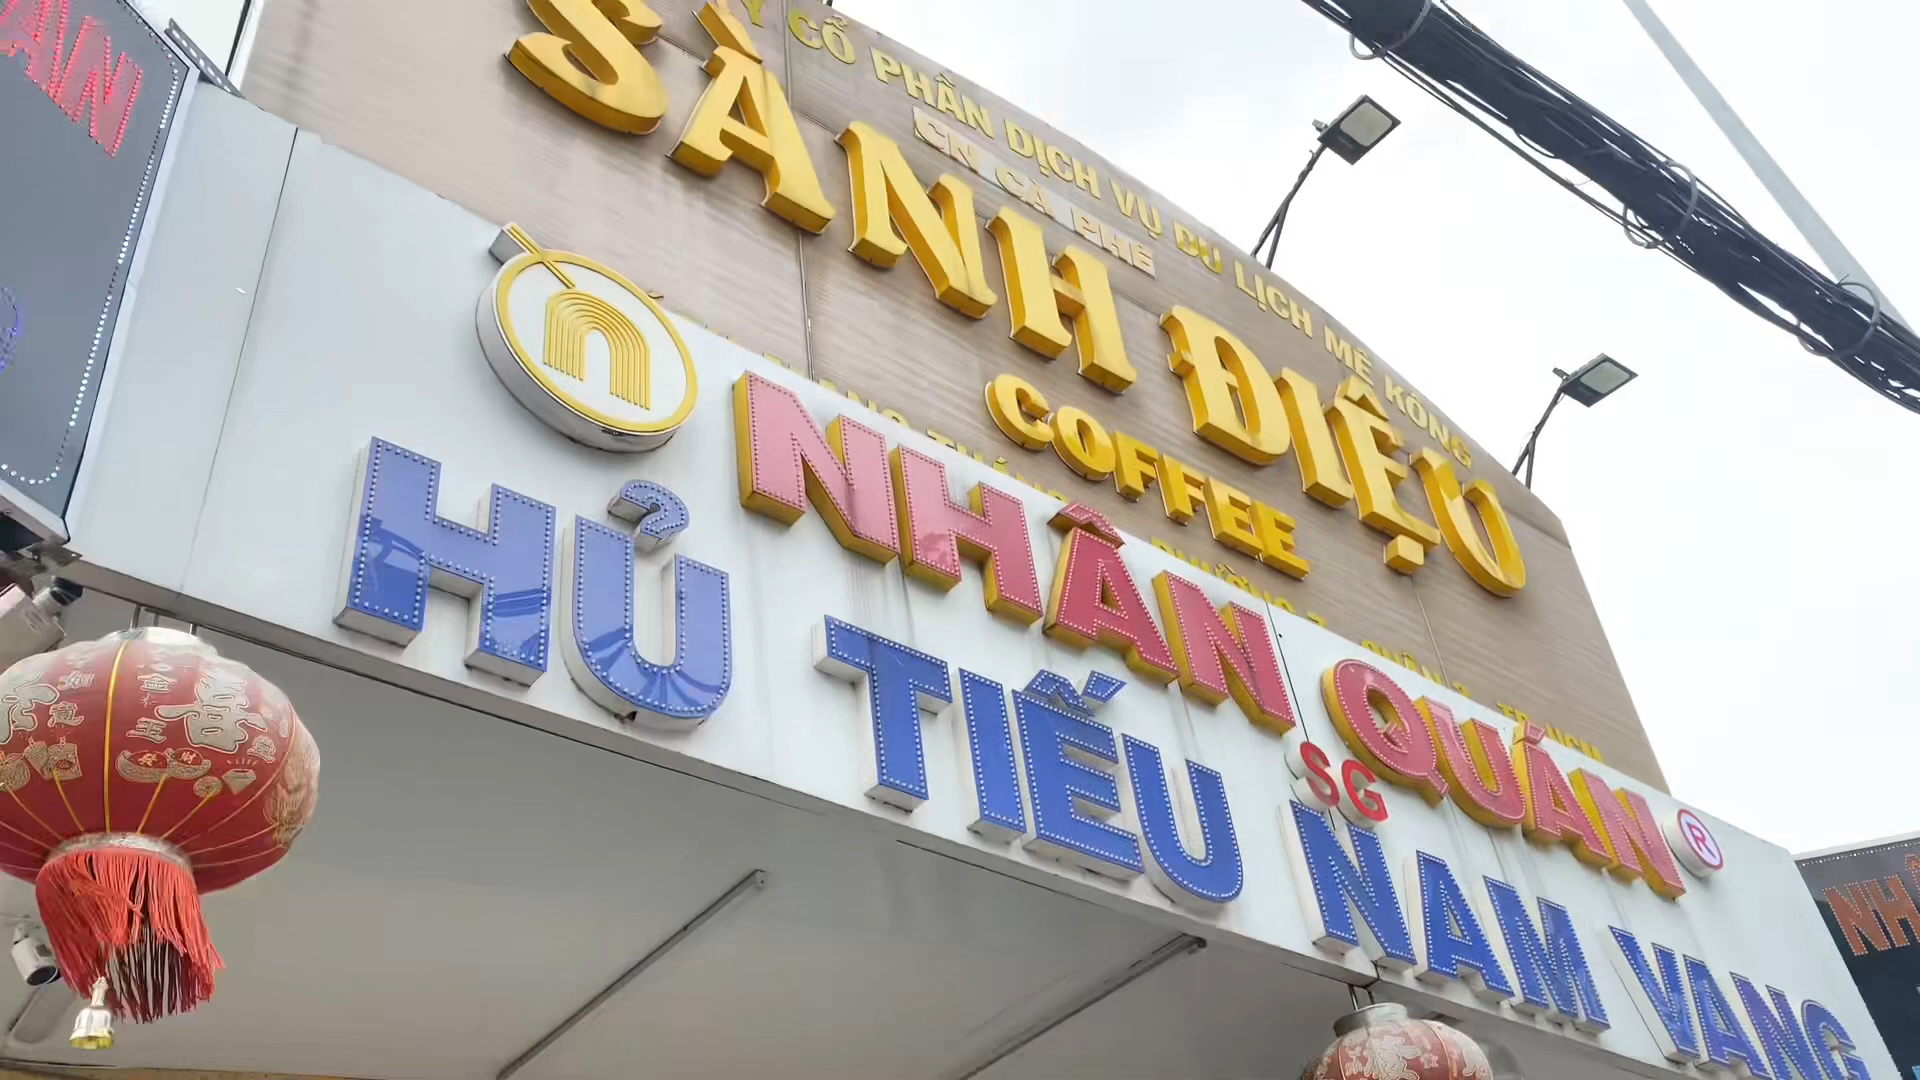 CỔ PHẦN DỊCH VỤ DU LỊCH MÊ KÔNG
CN CÀ PHÊ
SÀNH ĐIỆU
COFFEE
NHÂN QUÁN ®
SG
HỦ TIẾU NAM VANG